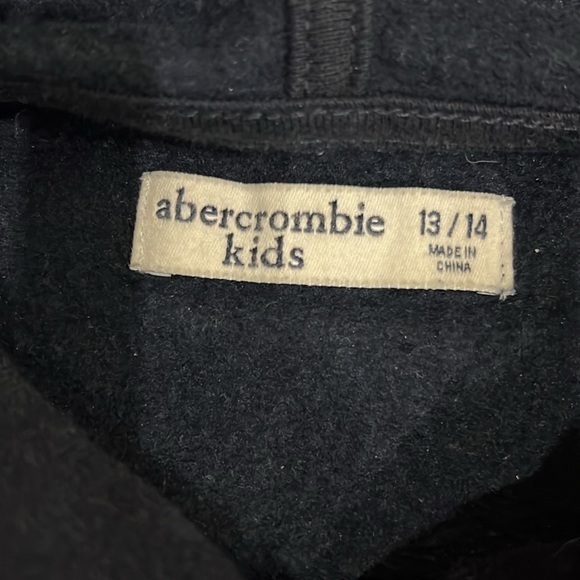 abercrombie
kids
13 / 14
MADE IN
CHINA